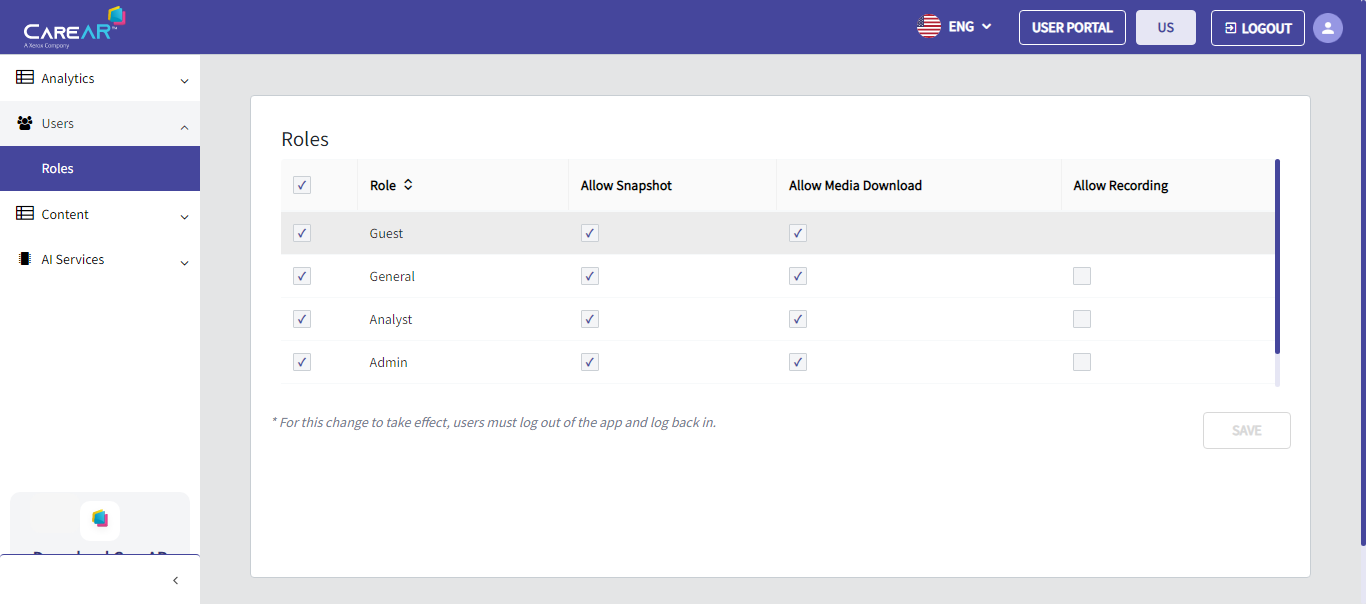 CAREAR™
A Xerox Company
ENG
USER PORTAL
US
LOGOUT
Analytics
Users
Roles
Content
AI Services
Roles
Role
Allow Snapshot
Allow Media Download
Allow Recording
Guest
General
Analyst
Admin
* For this change to take effect, users must log out of the app and log back in.
SAVE
Download CareAR